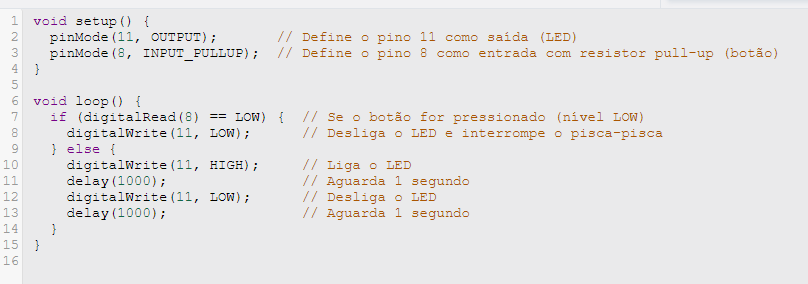 1 void setup() {
2   pinMode(11, OUTPUT);       // Define o pino 11 como saída (LED)
3   pinMode(8, INPUT_PULLUP);  // Define o pino 8 como entrada com resistor pull-up (botão)
4 }
5
6 void loop() {
7   if (digitalRead(8) == LOW) {  // Se o botão for pressionado (nível LOW)
8     digitalWrite(11, LOW);      // Desliga o LED e interrompe o pisca-pisca
9   } else {
10     digitalWrite(11, HIGH);     // Liga o LED
11     delay(1000);                // Aguarda 1 segundo
12     digitalWrite(11, LOW);      // Desliga o LED
13     delay(1000);                // Aguarda 1 segundo
14   }
15 }
16